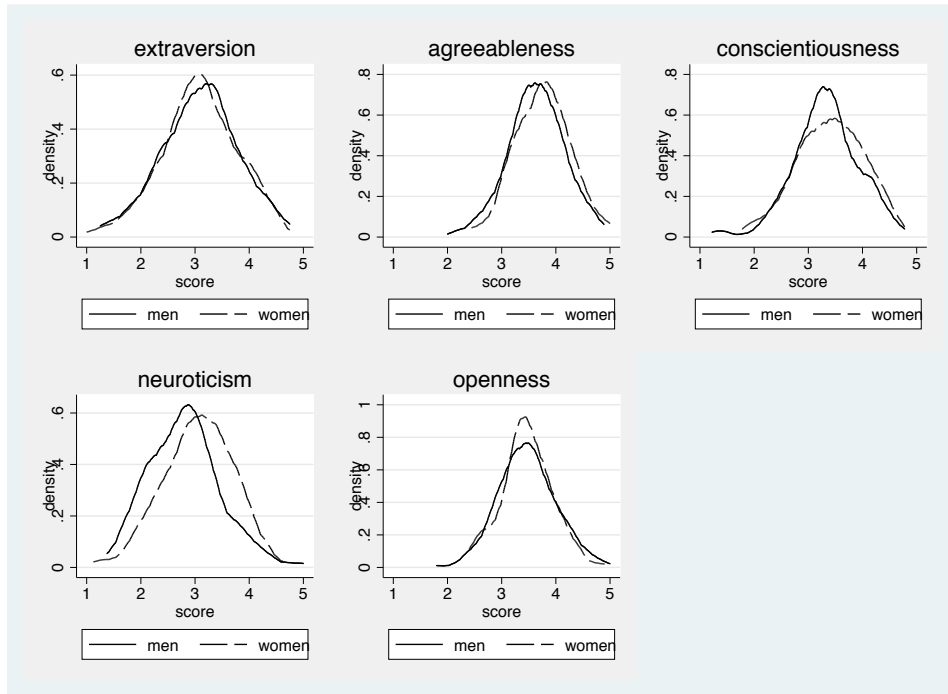 extraversion
density
0 .2 .4 .6
1 2 3 4 5
score
men women
agreeableness
density
0 .2 .4 .6 .8
1 2 3 4 5
score
men women
conscientiousness
density
0 .2 .4 .6 .8
1 2 3 4 5
score
men women
neuroticism
density
0 .2 .4 .6
1 2 3 4 5
score
men women
openness
density
0 .2 .4 .6 .8 1
1 2 3 4 5
score
men women